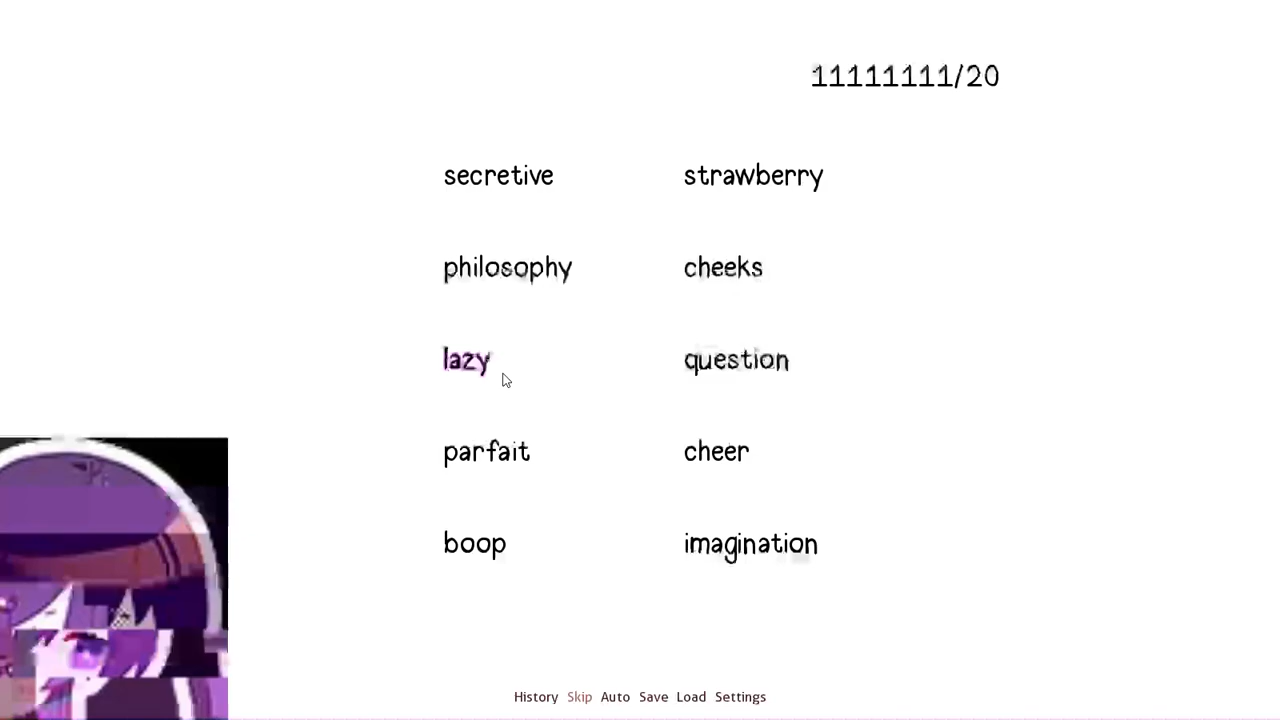 11111111/20
secretive strawberry
philosophy cheeks
lazy question
parfait cheer
boop imagination
History Skip Auto Save Load Settings